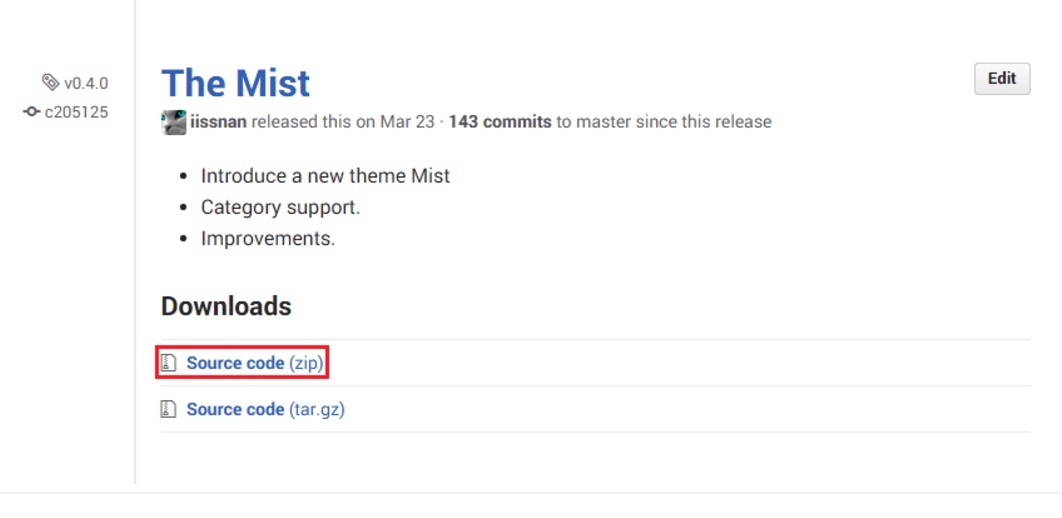 v0.4.0
c205125
The Mist
Edit
iissnan released this on Mar 23 · 143 commits to master since this release
• Introduce a new theme Mist
• Category support.
• Improvements.
Downloads
Source code (zip)
Source code (tar.gz)